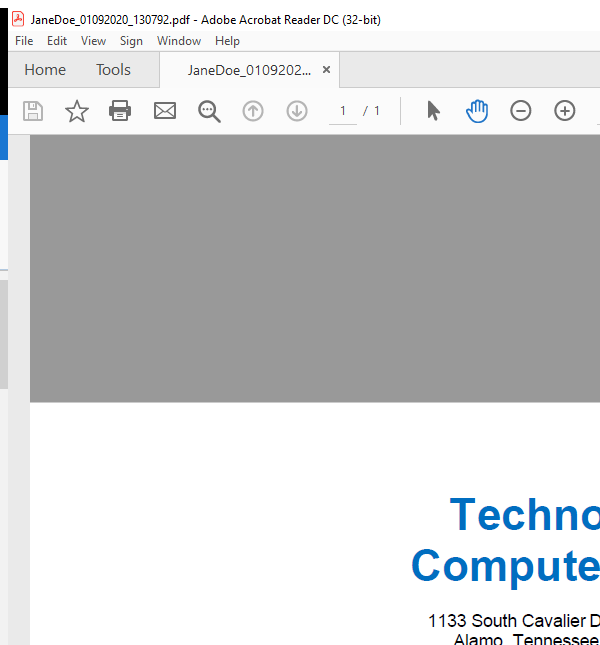 JaneDoe_01092020_130792.pdf - Adobe Acrobat Reader DC (32-bit)
File Edit View Sign Window Help
Home Tools JaneDoe_0109202... ×
1 / 1
Techno
Compute
1133 South Cavalier D
Alamo, Tennessee